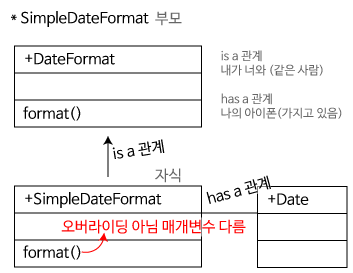 * SimpleDateFormat 부모
+DateFormat
format()
is a 관계
내가 너와 (같은 사람)
has a 관계
나의 아이폰(가지고 있음)
is a 관계
자식
has a 관계
+SimpleDateFormat
+Date
오버라이딩 아님 매개변수 다름
format()